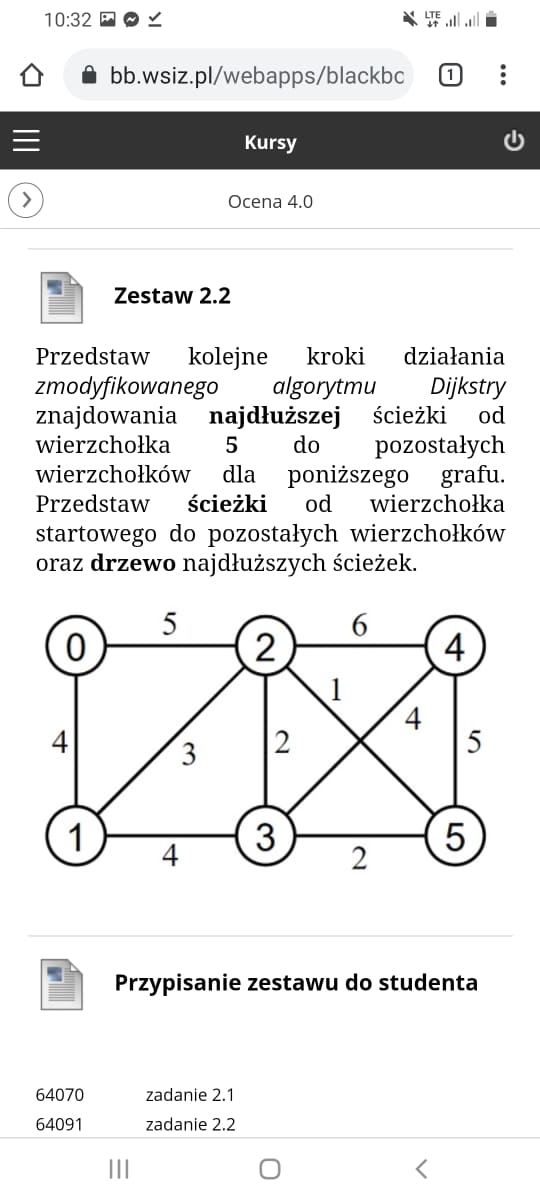 10:32
LTE
bb.wsiz.pl/webapps/blackbc
1
Kursy
Ocena 4.0
Zestaw 2.2
Przedstaw kolejne kroki działania
zmodyfikowanego algorytmu Dijkstry
znajdowania najdłuższej ścieżki od
wierzchołka 5 do pozostałych
wierzchołków dla poniższego grafu.
Przedstaw ścieżki od wierzchołka
startowego do pozostałych wierzchołków
oraz drzewo najdłuższych ścieżek.
5 6
0 2 4
1
4 3 2 4 5
1 3 5
4 2
Przypisanie zestawu do studenta
64070 zadanie 2.1
64091 zadanie 2.2